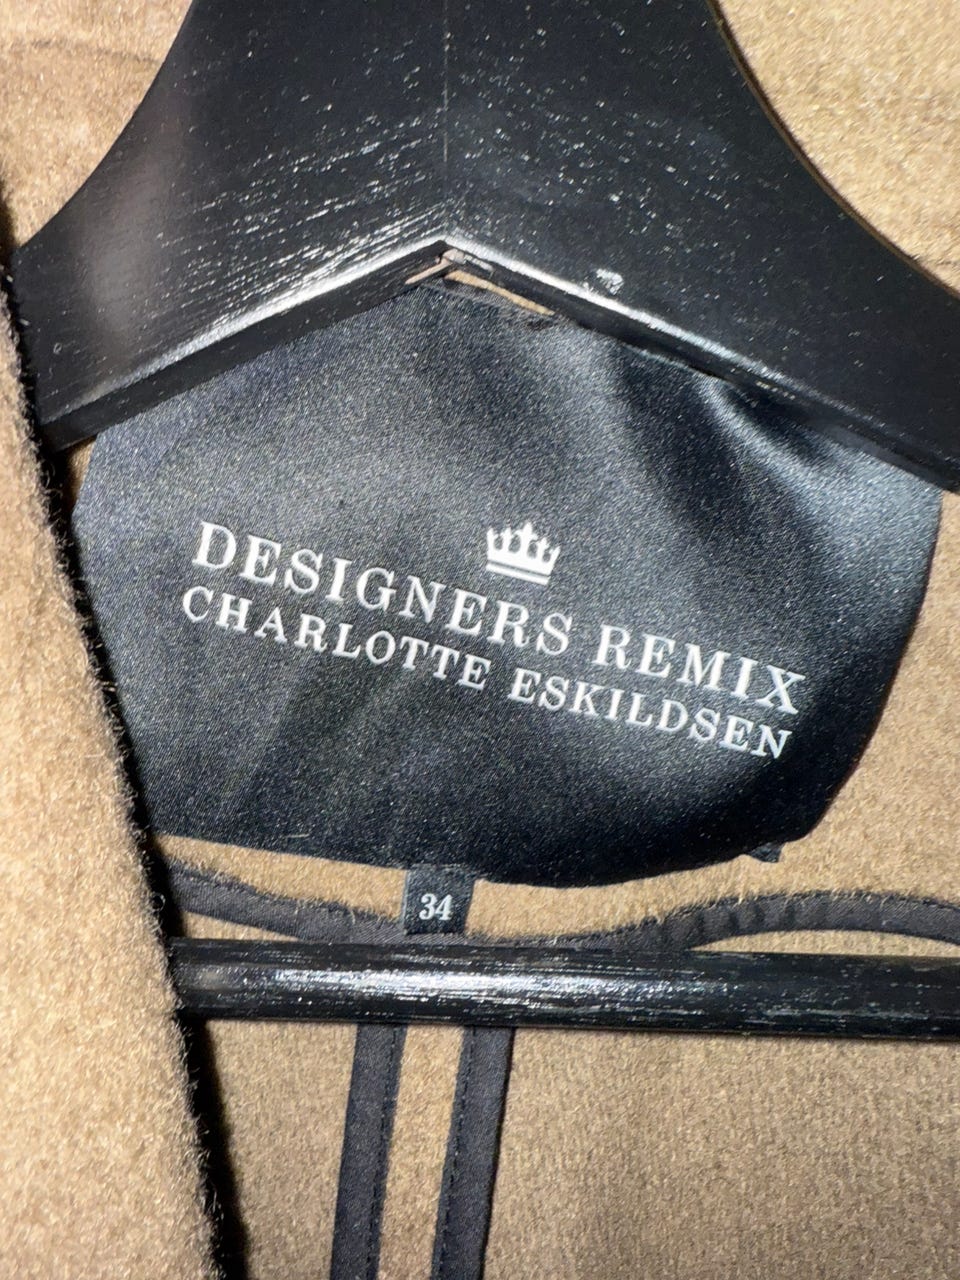 DESIGNERS REMIX
CHARLOTTE ESKILDSEN
34